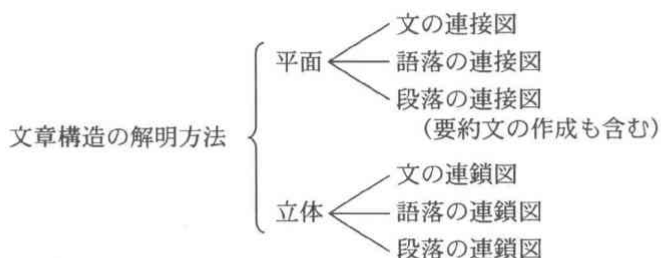 文の連接図
平面
語落の連接図
段落の連接図
(要約文の作成も含む)
文章構造の解明方法
文の連鎖図
立体
語落の連鎖図
段落の連鎖図